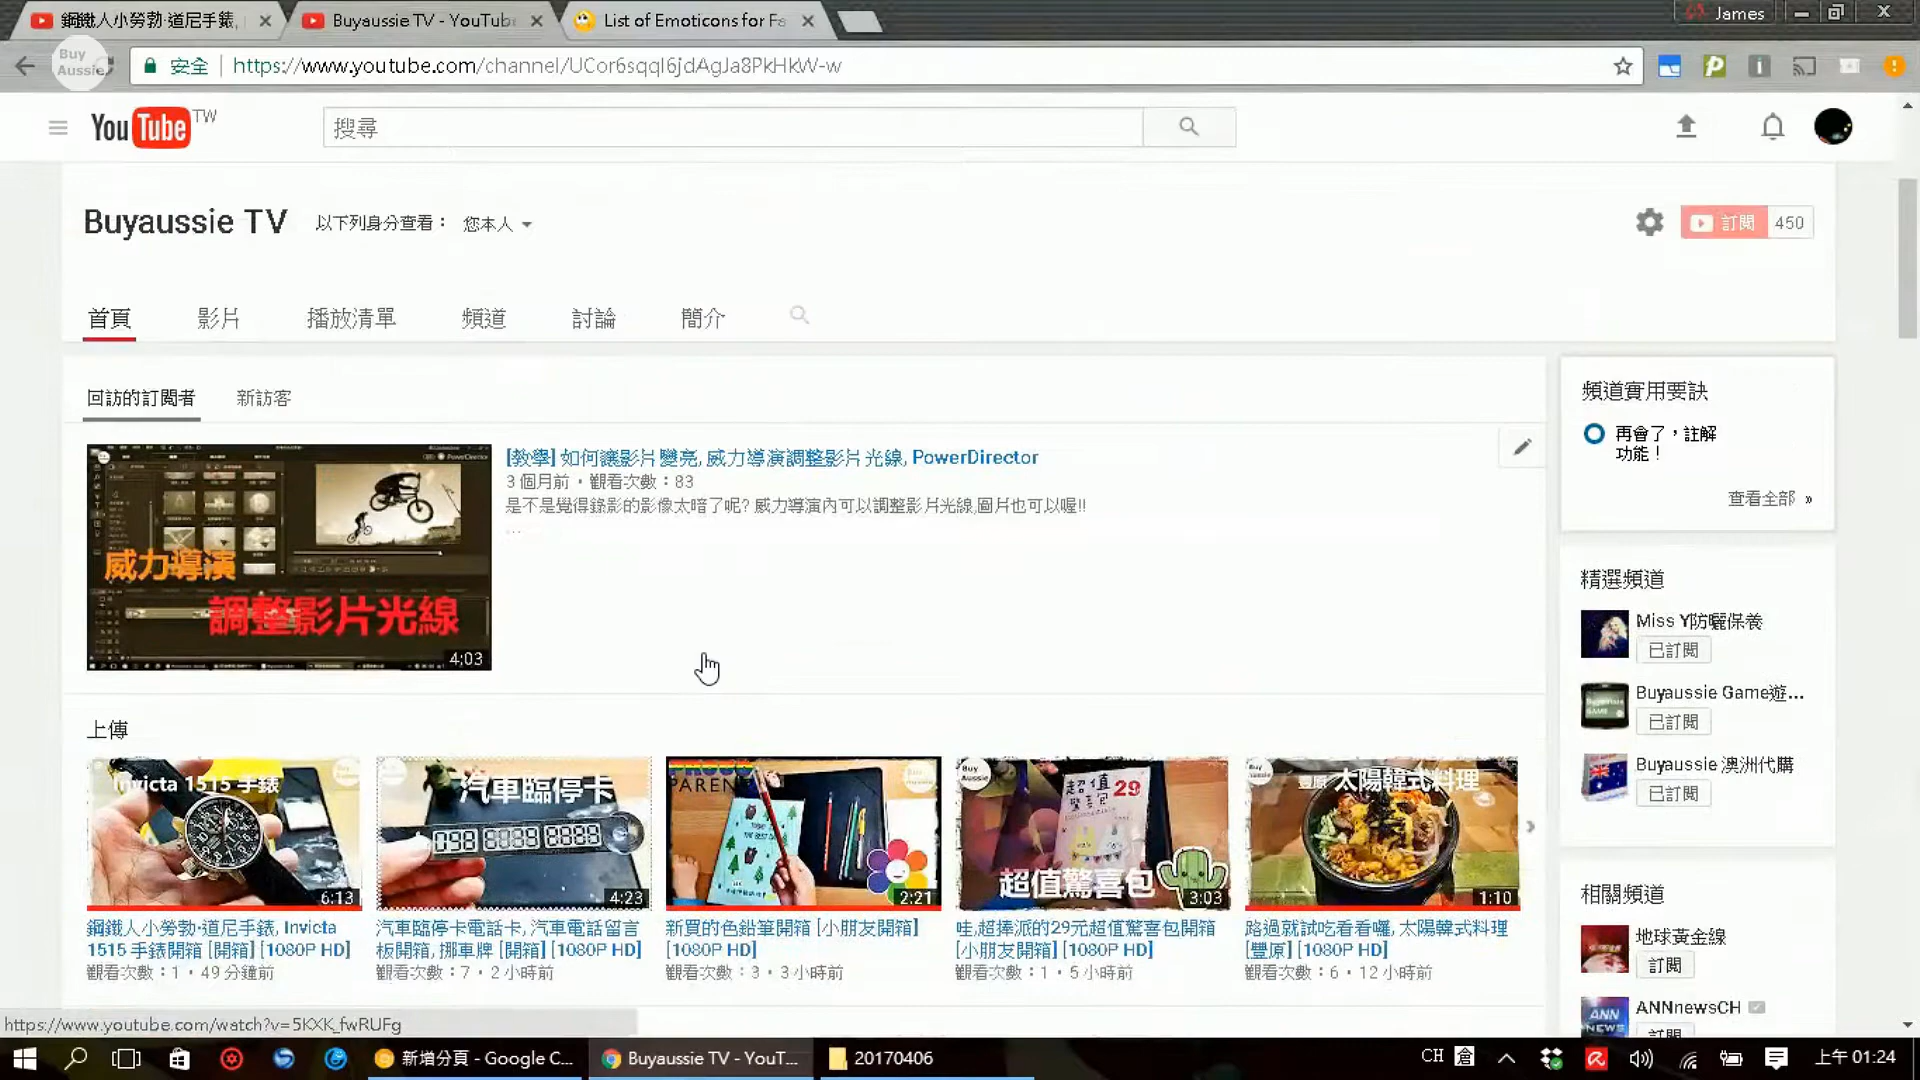 鋼鐵人小勞勃·道尼手錶,
Buyaussie TV - YouTube
List of Emoticons for Fa
James
Buy
Aussie
安全
https://www.youtube.com/channel/UCor6sqqI6jdAgJa8PkHkW-w
YouTube TW
搜尋
Buyaussie TV
以下列身分查看：
您本人
訂閱
450
首頁
影片
播放清單
頻道
討論
簡介
回訪的訂閱者
新訪客
[教學] 如何讓影片變亮, 威力導演調整影片光線, PowerDirector
3 個月前・觀看次數：83
是不是覺得錄影的影像太暗了呢? 威力導演內可以調整影片光線,圖片也可以喔!!
...
威力導演
調整影片光線
4:03
頻道實用要訣
再會了，註解
功能！
查看全部 »
精選頻道
Miss Y防曬保養
已訂閱
Buyaussie Game遊...
已訂閱
Buyaussie 澳洲代購
已訂閱
上傳
Invicta 1515 手錶
6:13
鋼鐵人小勞勃·道尼手錶, Invicta
1515 手錶開箱 [開箱] [1080P HD]
觀看次數：1・49 分鐘前
汽車臨停卡
4:23
汽車臨停卡電話卡, 汽車電話留言
板開箱, 挪車牌 [開箱] [1080P HD]
觀看次數：7・2 小時前
2:21
新買的色鉛筆開箱 [小朋友開箱]
[1080P HD]
觀看次數：3・3 小時前
超值
驚喜包 29
超值驚喜包
3:03
哇,超捧派的29元超值驚喜包開箱
[小朋友開箱] [1080P HD]
觀看次數：1・5 小時前
豐原 太陽韓式料理
1:10
路過就試吃看看囉, 太陽韓式料理
[豐原] [1080P HD]
觀看次數：6・12 小時前
相關頻道
地球黃金線
訂閱
ANNnewsCH
ANN
NEWS
訂閱
https://www.youtube.com/watch?v=5KXK_fwRUFg
新增分頁 - Google C...
Buyaussie TV - YouT...
20170406
CH 倉
上午 01:24